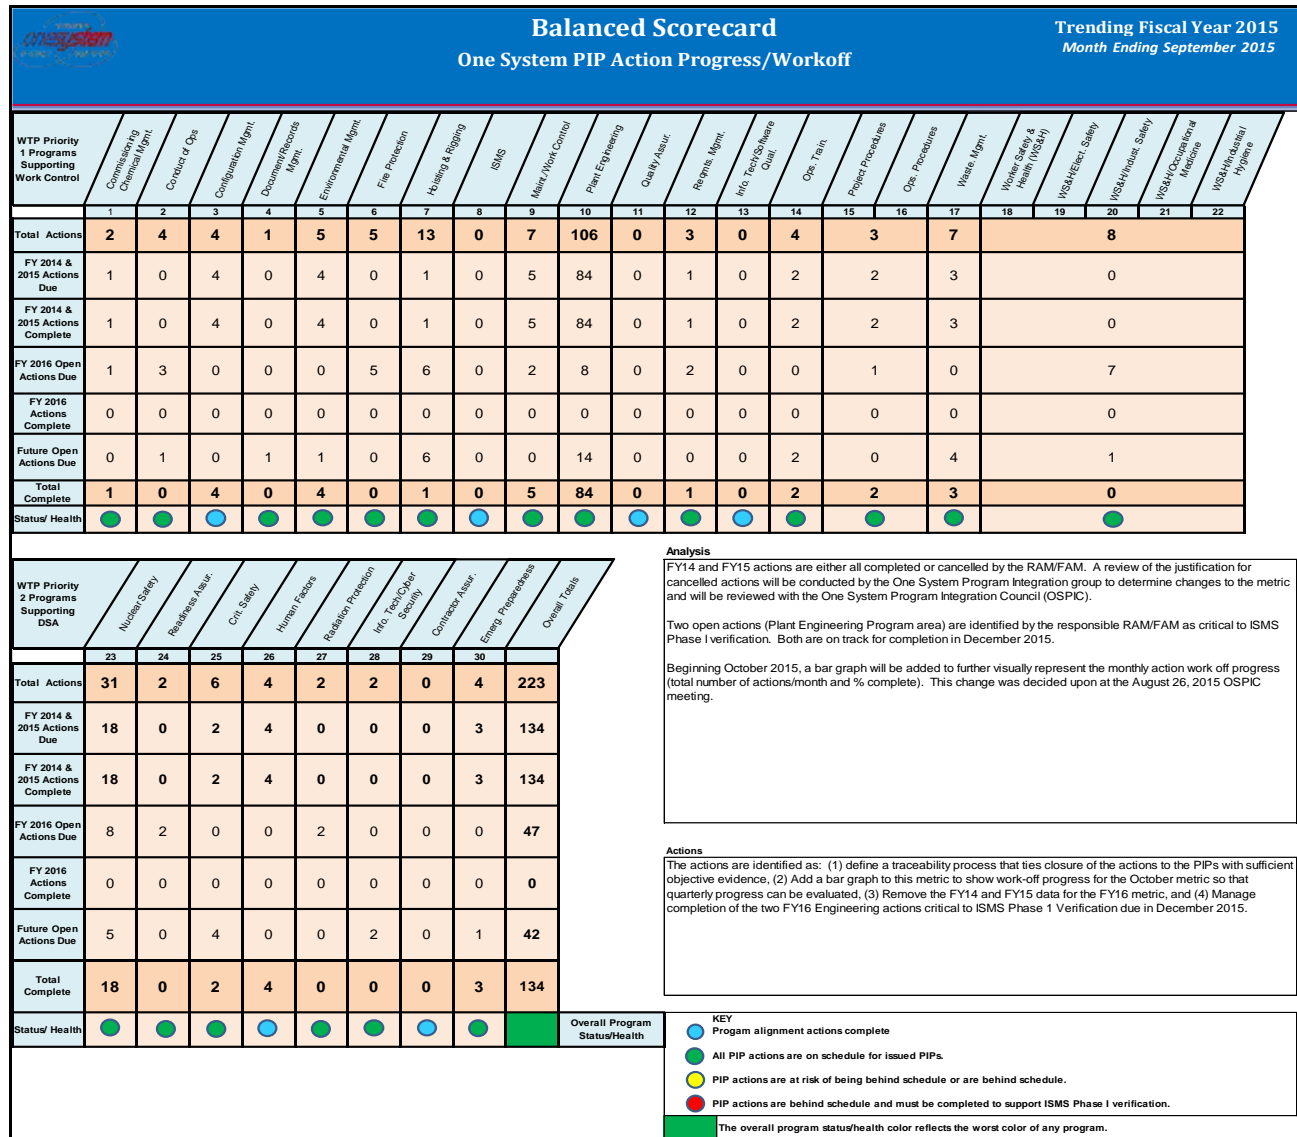 onesystem
Balanced Scorecard
One System PIP Action Progress/Workoff
Trending Fiscal Year 2015
Month Ending September 2015
WTP Priority
1 Programs
Supporting
Work Control
Commissioning
Chemical Mgmt.
Conduct of Ops
Configuration Mgmt.
Document/Records
Mgmt.
Environmental Mgmt.
Fire Protection
Hoisting & Rigging
ISMS
Maint./Work Control
Plant Engineering
Quality Assur.
Reqmts. Mgmt.
Info. Tech/Software
Qual.
Ops. Train.
Project Procedures
Ops. Procedures
Waste. Mgmt.
Worker Safety &
Health (WS&H)
WS&H/Elect. Safety
WS&H/Indust. Safety
WS&H/Occupational
Medicine
WS&H/Industrial
Hygiene
1 2 3 4 5 6 7 8 9 10 11 12 13 14 15 16 17 18 19 20 21 22
Total Actions 2 4 4 1 5 5 13 0 7 106 0 3 0 4 3 7 8
FY 2014 &
2015 Actions
Due
1 0 4 0 4 0 1 0 5 84 0 1 0 2 2 3 0
FY 2014 &
2015 Actions
Complete
1 0 4 0 4 0 1 0 5 84 0 1 0 2 2 3 0
FY 2016 Open
Actions Due
1 3 0 0 0 5 6 0 2 8 0 2 0 0 1 0 7
FY 2016
Actions
Complete
0 0 0 0 0 0 0 0 0 0 0 0 0 0 0 0 0
Future Open
Actions Due
0 1 0 1 1 0 6 0 0 14 0 0 0 2 0 4 1
Total
Complete
1 0 4 0 4 0 1 0 5 84 0 1 0 2 2 3 0
Status/ Health
WTP Priority
2 Programs
Supporting
DSA
Nuclear Safety
Readiness Assur.
Crit. Safety
Human Factors
Radiation Protection
Info. Tech/Cyber
Security
Contractor Assur.
Emerg. Preparedness
Overall Totals
23 24 25 26 27 28 29 30
Total Actions 31 2 6 4 2 2 0 4 223
FY 2014 &
2015 Actions
Due
18 0 2 4 0 0 0 3 134
FY 2014 &
2015 Actions
Complete
18 0 2 4 0 0 0 3 134
FY 2016 Open
Actions Due
8 2 0 0 2 0 0 0 47
FY 2016
Actions
Complete
0 0 0 0 0 0 0 0 0
Future Open
Actions Due
5 0 4 0 0 2 0 1 42
Total
Complete
18 0 2 4 0 0 0 3 134
Status/ Health
Overall Program
Status/Health
Analysis
FY14 and FY15 actions are either all completed or cancelled by the RAM/FAM. A review of the justification for
cancelled actions will be conducted by the One System Program Integration group to determine changes to the metric
and will be reviewed with the One System Program Integration Council (OSPIC).
Two open actions (Plant Engineering Program area) are identified by the responsible RAM/FAM as critical to ISMS
Phase I verification. Both are on track for completion in December 2015.
Beginning October 2015, a bar graph will be added to further visually represent the monthly action work off progress
(total number of actions/month and % complete). This change was decided upon at the August 26, 2015 OSPIC
meeting.
Actions
The actions are identified as: (1) define a traceability process that ties closure of the actions to the PIPs with sufficient
objective evidence, (2) Add a bar graph to this metric to show work-off progress for the October metric so that
quarterly progress can be evaluated, (3) Remove the FY14 and FY15 data for the FY16 metric, and (4) Manage
completion of the two FY16 Engineering actions critical to ISMS Phase 1 Verification due in December 2015.
KEY
Progam alignment actions complete
All PIP actions are on schedule for issued PIPs.
PIP actions are at risk of being behind schedule or are behind schedule.
PIP actions are behind schedule and must be completed to support ISMS Phase I verification.
The overall program status/health color reflects the worst color of any program.